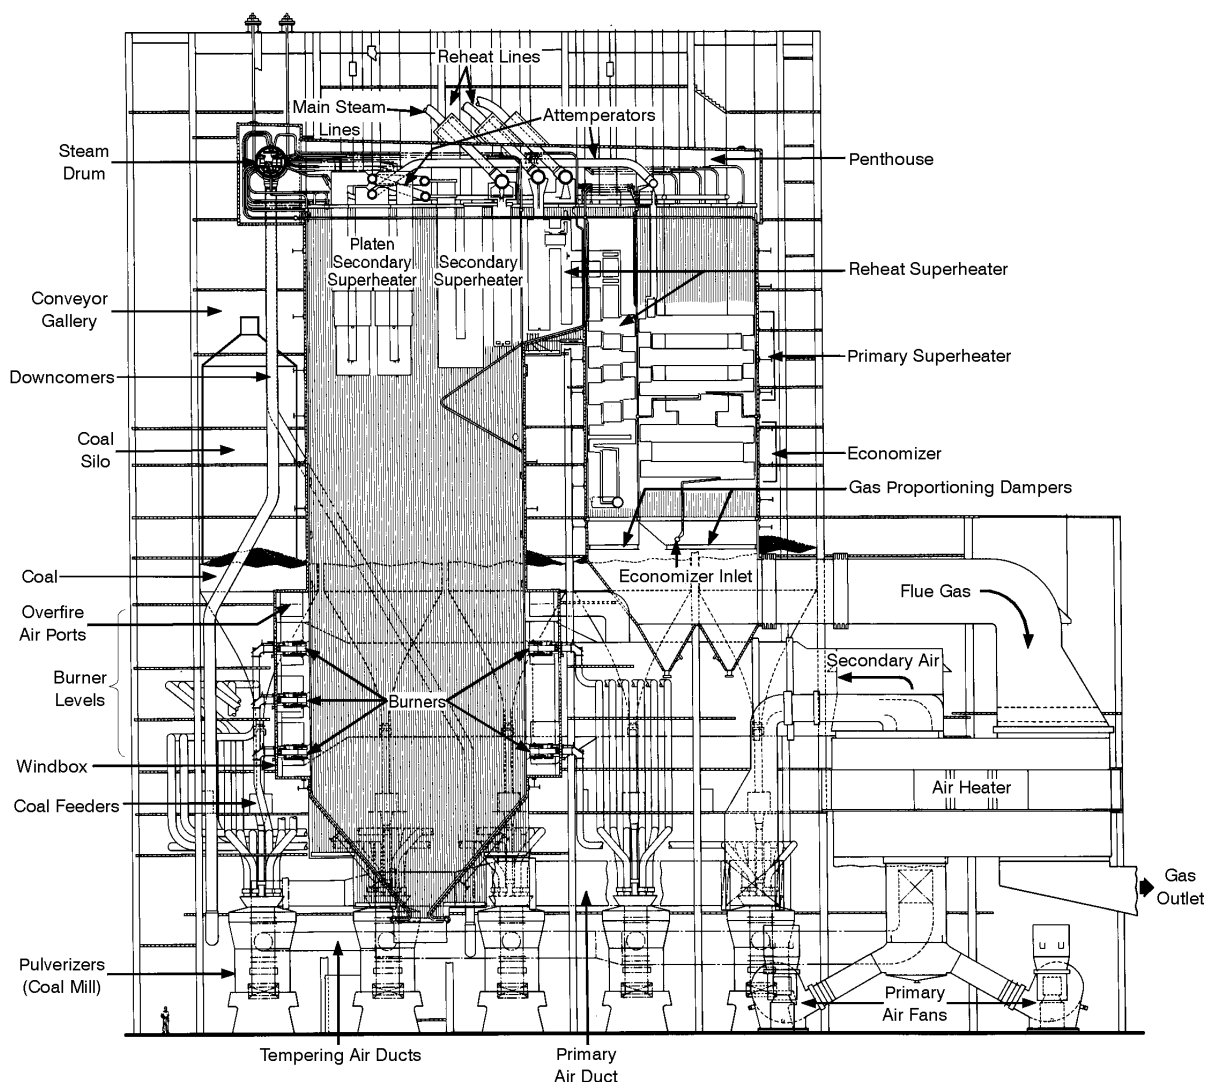 Reheat Lines
Main Steam
Lines
Attemperators
Steam
Drum
Penthouse
Platen
Secondary
Superheater
Secondary
Superheater
Reheat Superheater
Conveyor
Gallery
Primary Superheater
Downcomers
Coal
Silo
Economizer
Gas Proportioning Dampers
Coal
Economizer Inlet
Flue Gas
Overfire
Air Ports
Secondary Air
Burner
Levels
Burners
Windbox
Coal Feeders
Air Heater
Gas
Outlet
Pulverizers
(Coal Mill)
Primary
Air Fans
Tempering Air Ducts
Primary
Air Duct